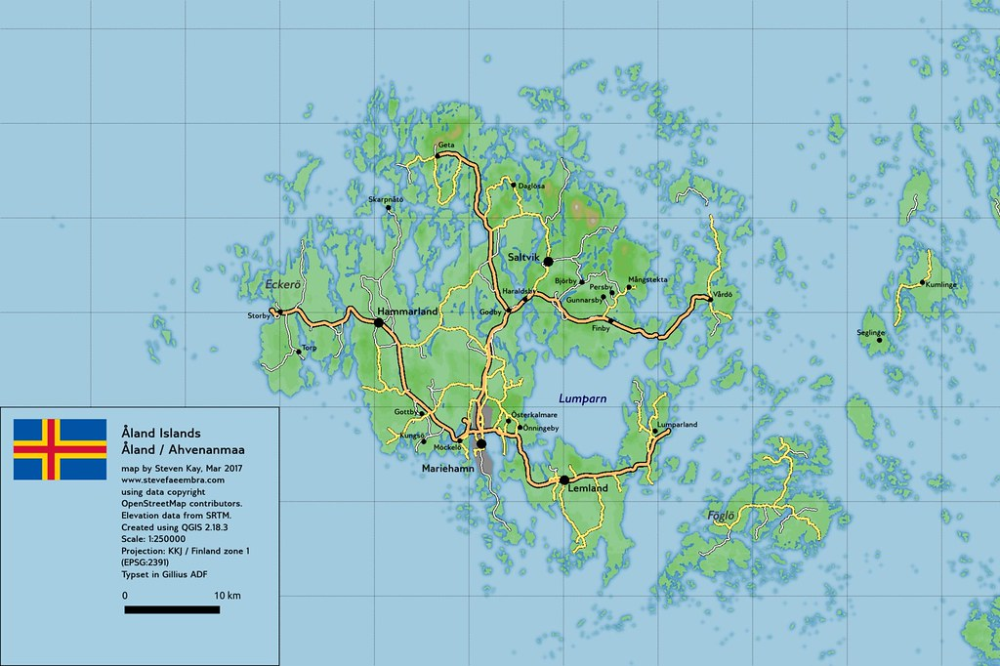 Geta
Daglösa
Skarpnåtö
Saltvik
Eckerö
Björby
Persby
Mångstekta
Kumlinge
Haraldsby
Gunnarsby
Vårdö
Storby
Hammarland
Godby
Finby
Seglinge
Torp
Lumparn
Gottby
Österkalmare
Önningeby
Lumparland
Kungsö
Möckelö
Mariehamn
Lemland
Föglö
Åland Islands
Åland / Ahvenanmaa
map by Steven Kay, Mar 2017
www.stevefaeembra.com
using data copyright
OpenStreetMap contributors.
Elevation data from SRTM.
Created using QGIS 2.18.3
Scale: 1:250000
Projection: KKJ / Finland zone 1
(EPSG:2391)
Typset in Gillius ADF
0 10 km